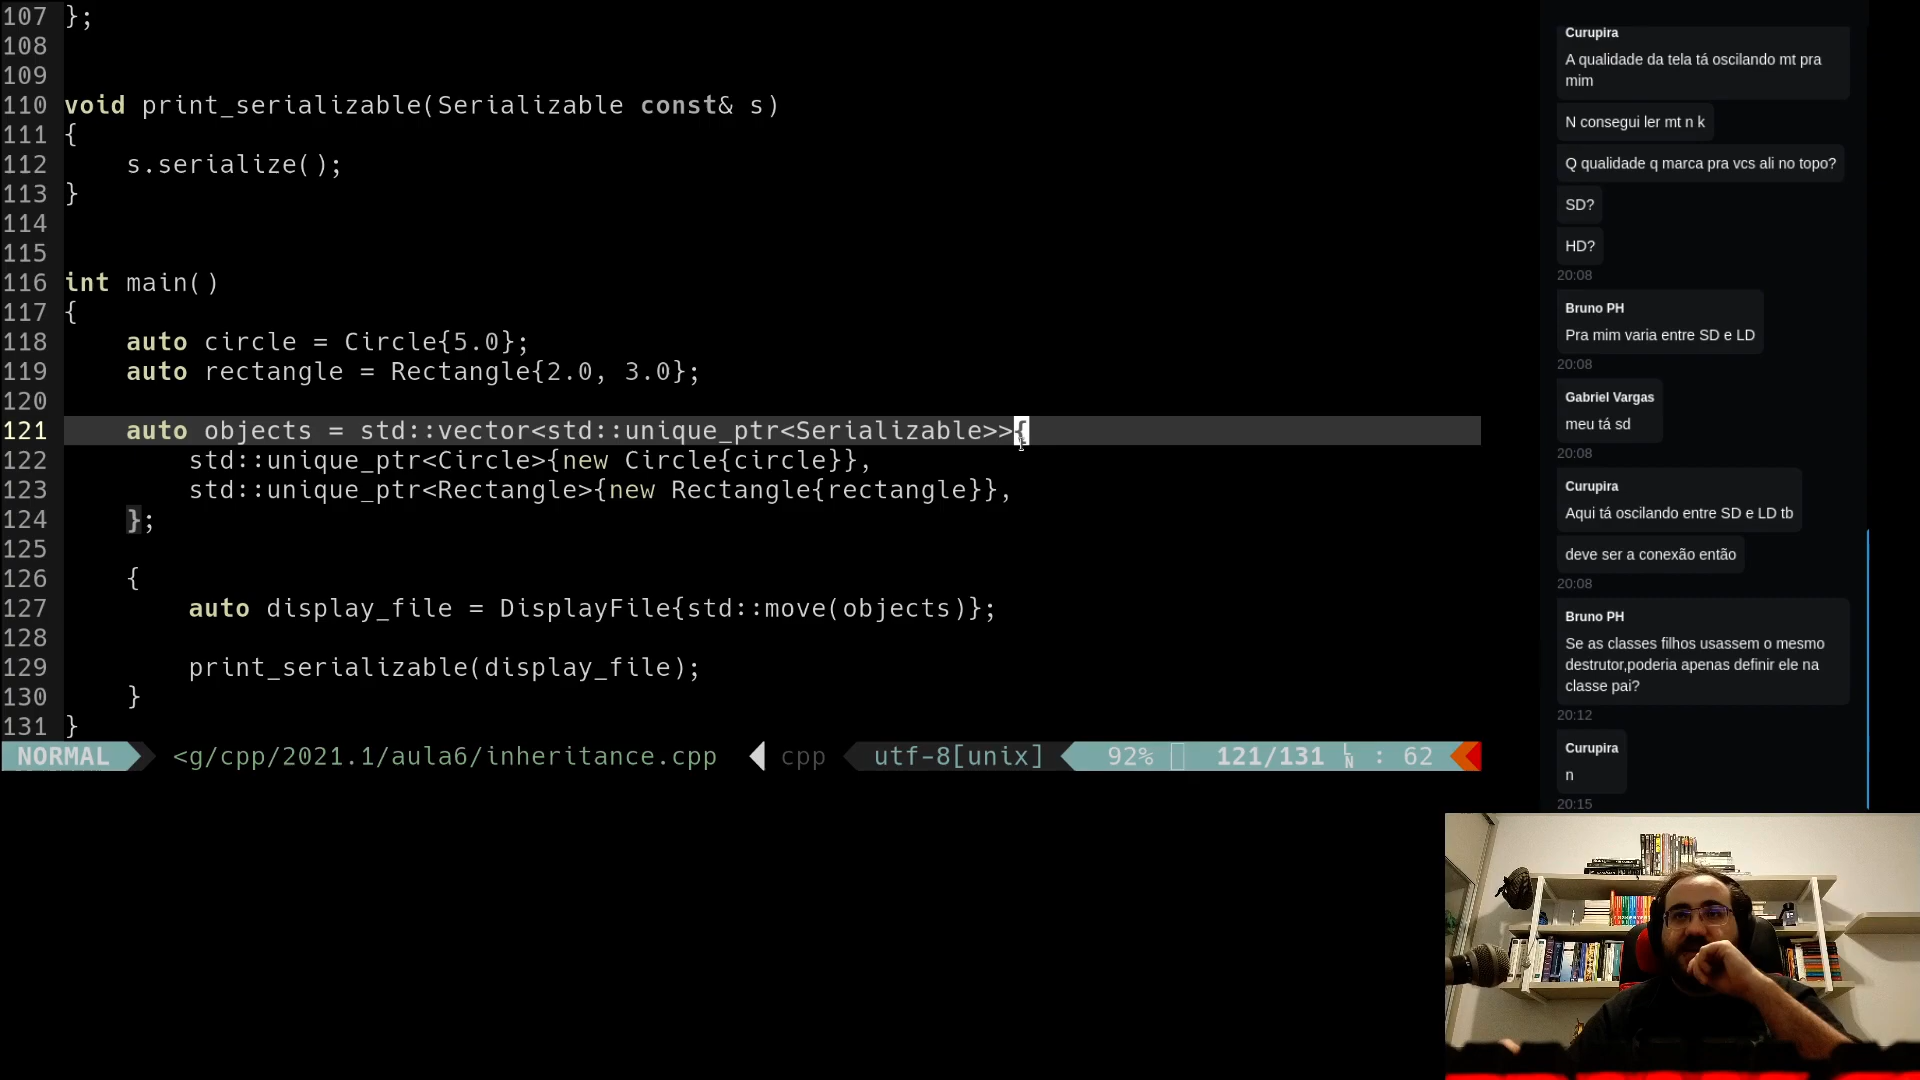 107 };
108
109
110 void print_serializable(Serializable const& s)
111 {
112     s.serialize();
113 }
114
115
116 int main()
117 {
118     auto circle = Circle{5.0};
119     auto rectangle = Rectangle{2.0, 3.0};
120
121     auto objects = std::vector<std::unique_ptr<Serializable>>{
122         std::unique_ptr<Circle>{new Circle{circle}},
123         std::unique_ptr<Rectangle>{new Rectangle{rectangle}},
124     };
125
126     {
127         auto display_file = DisplayFile{std::move(objects)};
128
129         print_serializable(display_file);
130     }
131 }
NORMAL <g/cpp/2021.1/aula6/inheritance.cpp cpp utf-8[unix] 92% 121/131 LN : 62
Curupira
A qualidade da tela tá oscilando mt pra
mim
N consegui ler mt n k
Q qualidade q marca pra vcs ali no topo?
SD?
HD?
20:08
Bruno PH
Pra mim varia entre SD e LD
20:08
Gabriel Vargas
meu tá sd
20:08
Curupira
Aqui tá oscilando entre SD e LD tb
deve ser a conexão então
20:08
Bruno PH
Se as classes filhos usassem o mesmo
destrutor,poderia apenas definir ele na
classe pai?
20:12
Curupira
n
20:15